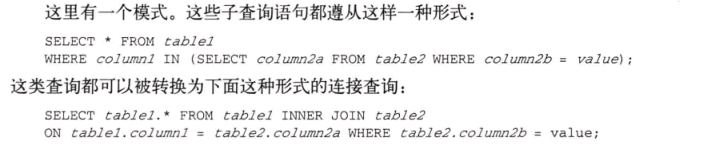 这里有一个模式。这些子查询语句都遵从这样一种形式：
SELECT * FROM table1
WHERE column1 IN (SELECT column2a FROM table2 WHERE column2b = value);
这类查询都可以被转换为下面这种形式的连接查询：
SELECT table1.* FROM table1 INNER JOIN table2
ON table1.column1 = table2.column2a WHERE table2.column2b = value;